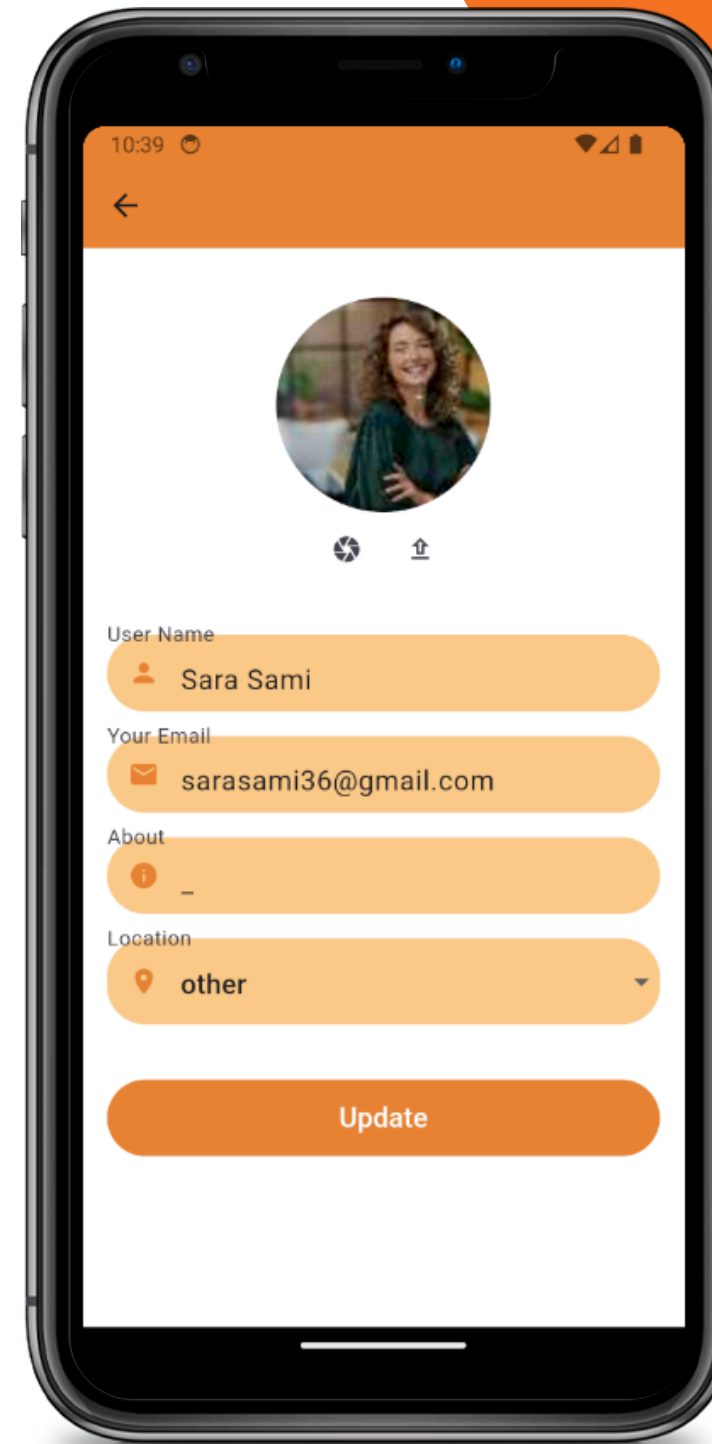 10:39
User Name
Sara Sami
Your Email
sarasami36@gmail.com
About
_
Location
other
Update